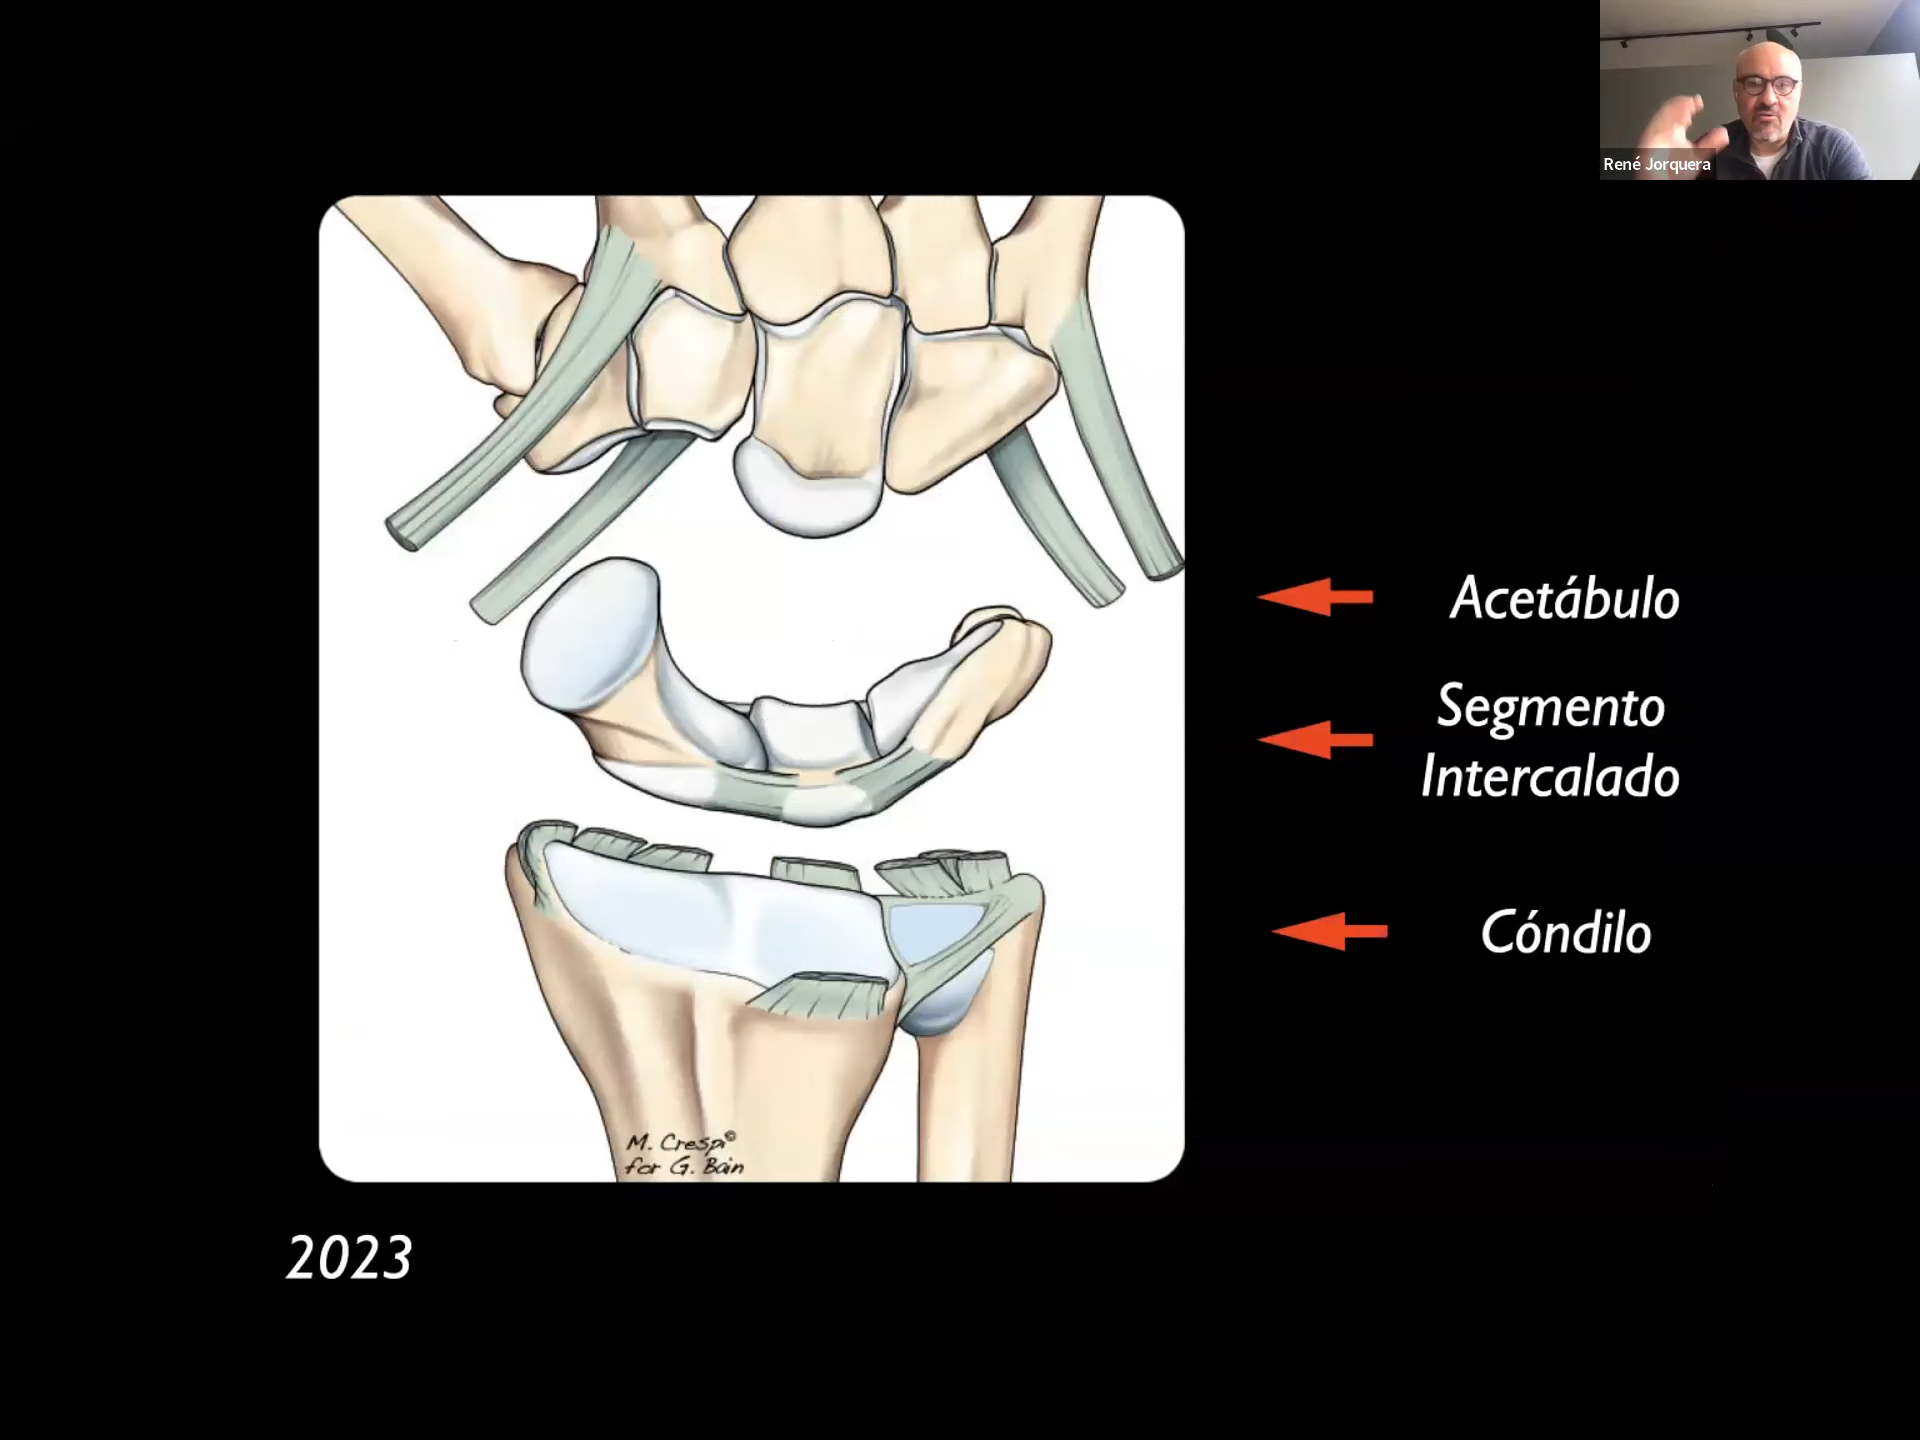 René Jorquera
Acetábulo
Segmento
Intercalado
Cóndilo
M. Crespi©
for G. Bain
2023